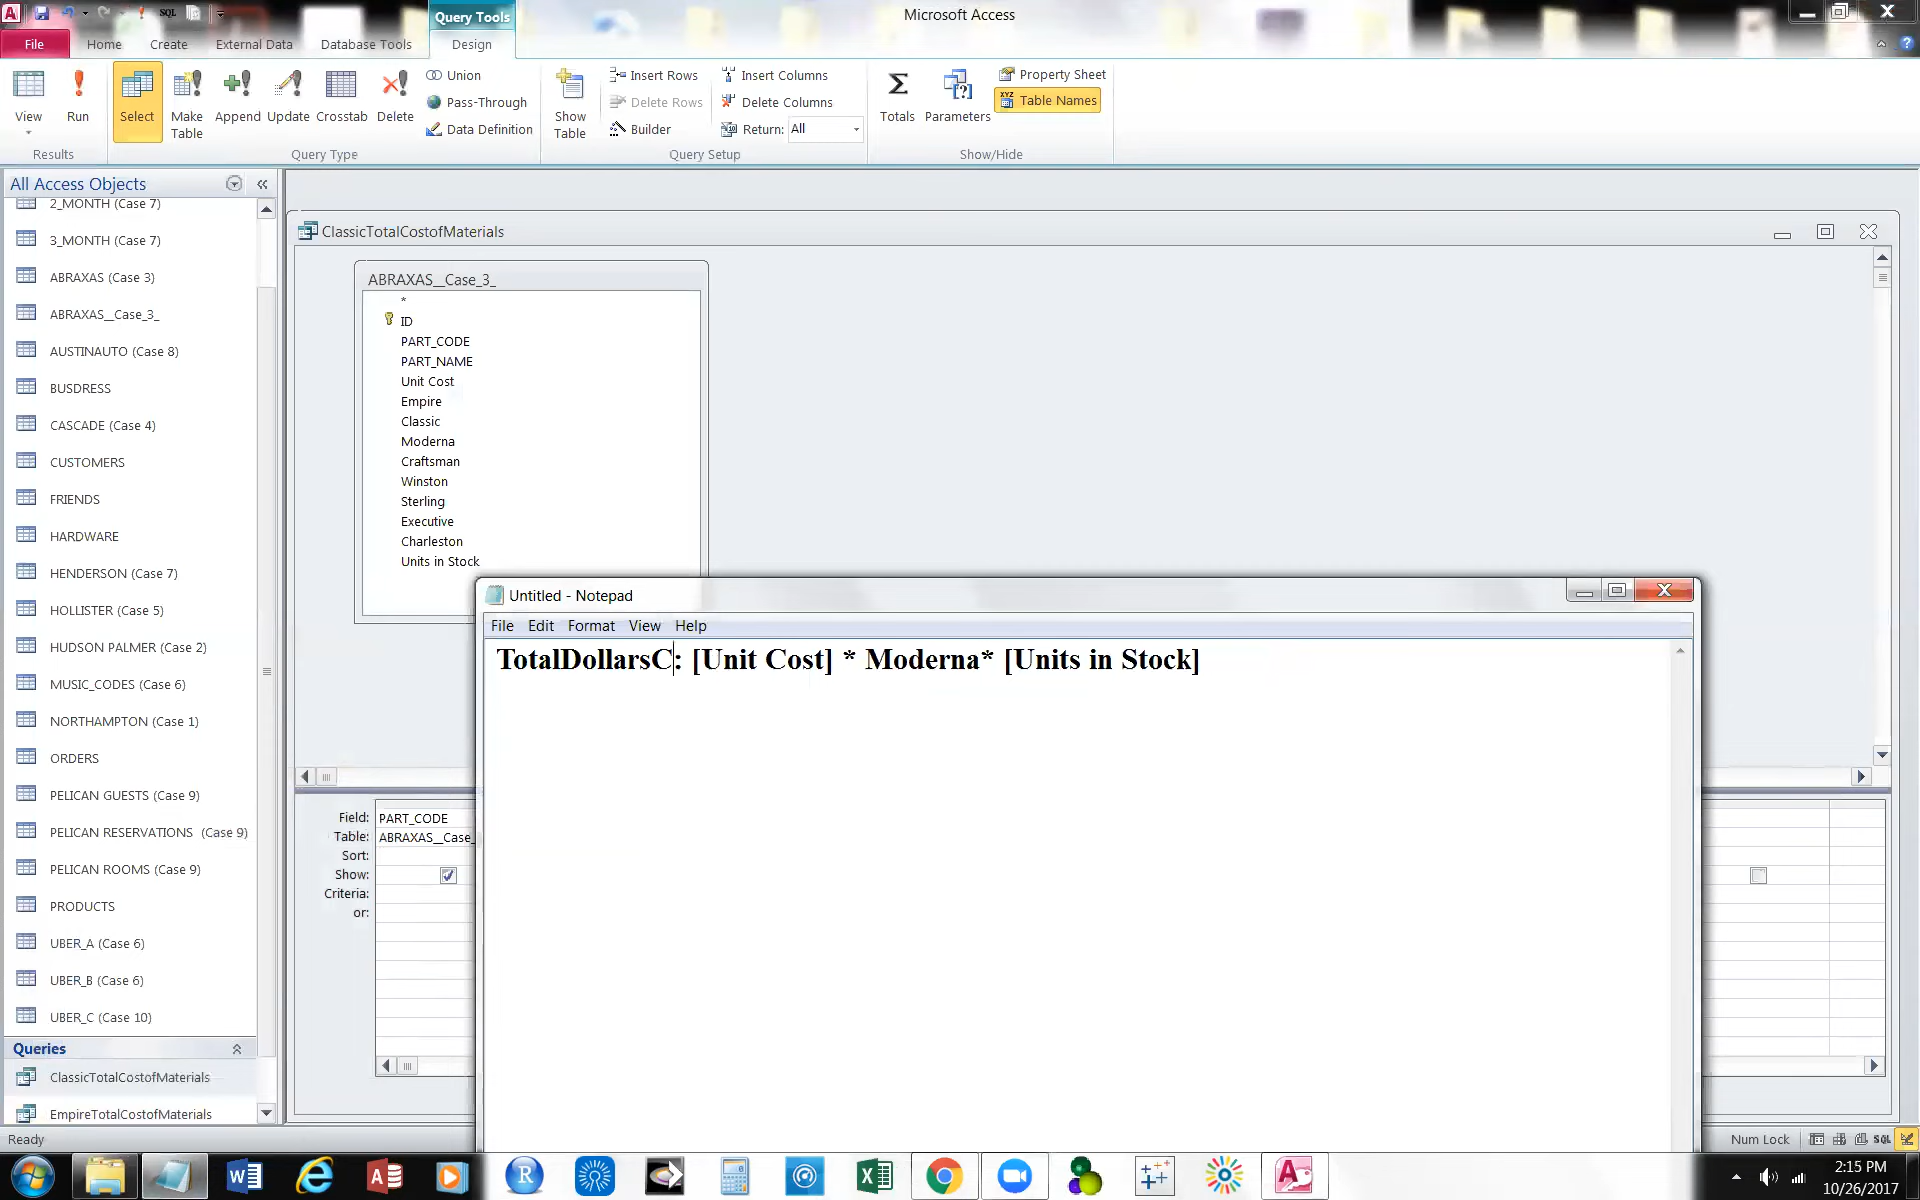 Microsoft Access
SQL
Query Tools
File
Home
Create
External Data
Database Tools
Design
View
Run
Select
Make Table
Append
Update
Crosstab
Delete
Union
Pass-Through
Data Definition
Show Table
Insert Rows
Delete Rows
Builder
Insert Columns
Delete Columns
Return: All
Totals
Parameters
Property Sheet
Table Names
Results
Query Type
Query Setup
Show/Hide
All Access Objects
2_MONTH (Case 7)
3_MONTH (Case 7)
ABRAXAS (Case 3)
ABRAXAS__Case_3_
AUSTINAUTO (Case 8)
BUSDRESS
CASCADE (Case 4)
CUSTOMERS
FRIENDS
HARDWARE
HENDERSON (Case 7)
HOLLISTER (Case 5)
HUDSON PALMER (Case 2)
MUSIC_CODES (Case 6)
NORTHAMPTON (Case 1)
ORDERS
PELICAN GUESTS (Case 9)
PELICAN RESERVATIONS (Case 9)
PELICAN ROOMS (Case 9)
PRODUCTS
UBER_A (Case 6)
UBER_B (Case 6)
UBER_C (Case 10)
Queries
ClassicTotalCostofMaterials
EmpireTotalCostofMaterials
ClassicTotalCostofMaterials
ABRAXAS__Case_3_
*
ID
PART_CODE
PART_NAME
Unit Cost
Empire
Classic
Moderna
Craftsman
Winston
Sterling
Executive
Charleston
Units in Stock
Untitled - Notepad
File Edit Format View Help
TotalDollarsC: [Unit Cost] * Moderna* [Units in Stock]
Field: PART_CODE
Table: ABRAXAS__Case_
Sort:
Show:
Criteria:
or:
Ready
Num Lock
SQL
2:15 PM
10/26/2017